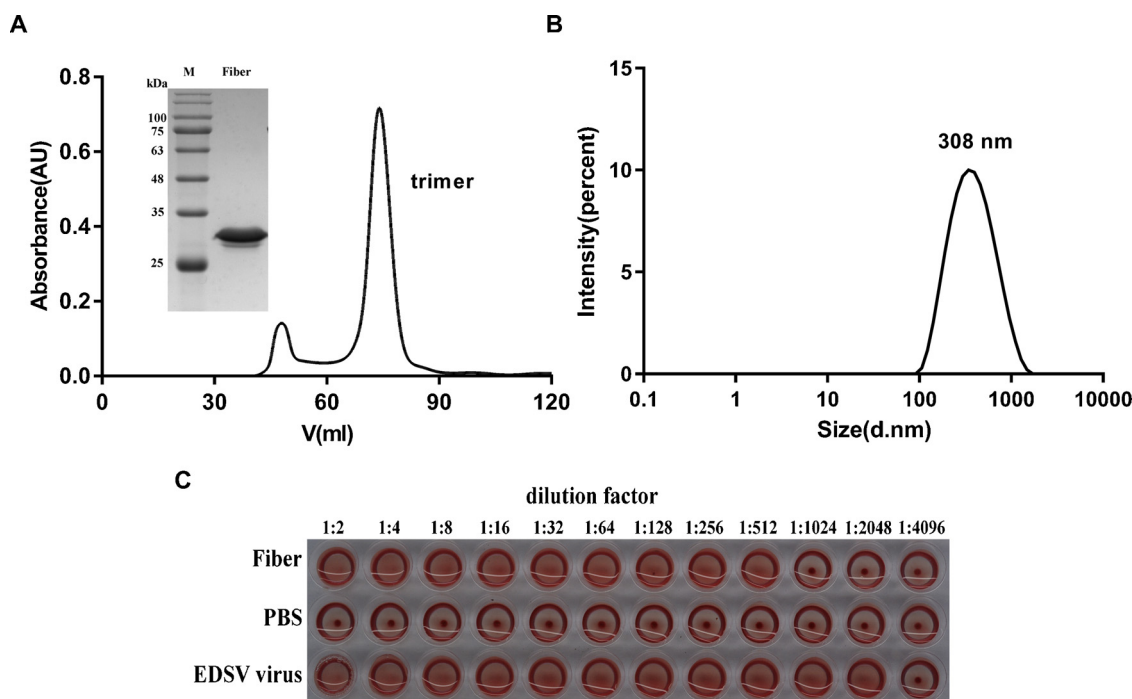 A
B
M Fiber
kDa
100
75
63
48
35
25
Absorbance(AU)
0.8
0.6
0.4
0.2
0.0
trimer
0 30 60 90 120
V(ml)
Intensity(percent)
15
10
5
0
308 nm
0.1 1 10 100 1000 10000
Size(d.nm)
C
dilution factor
1:2 1:4 1:8 1:16 1:32 1:64 1:128 1:256 1:512 1:1024 1:2048 1:4096
Fiber
PBS
EDSV virus